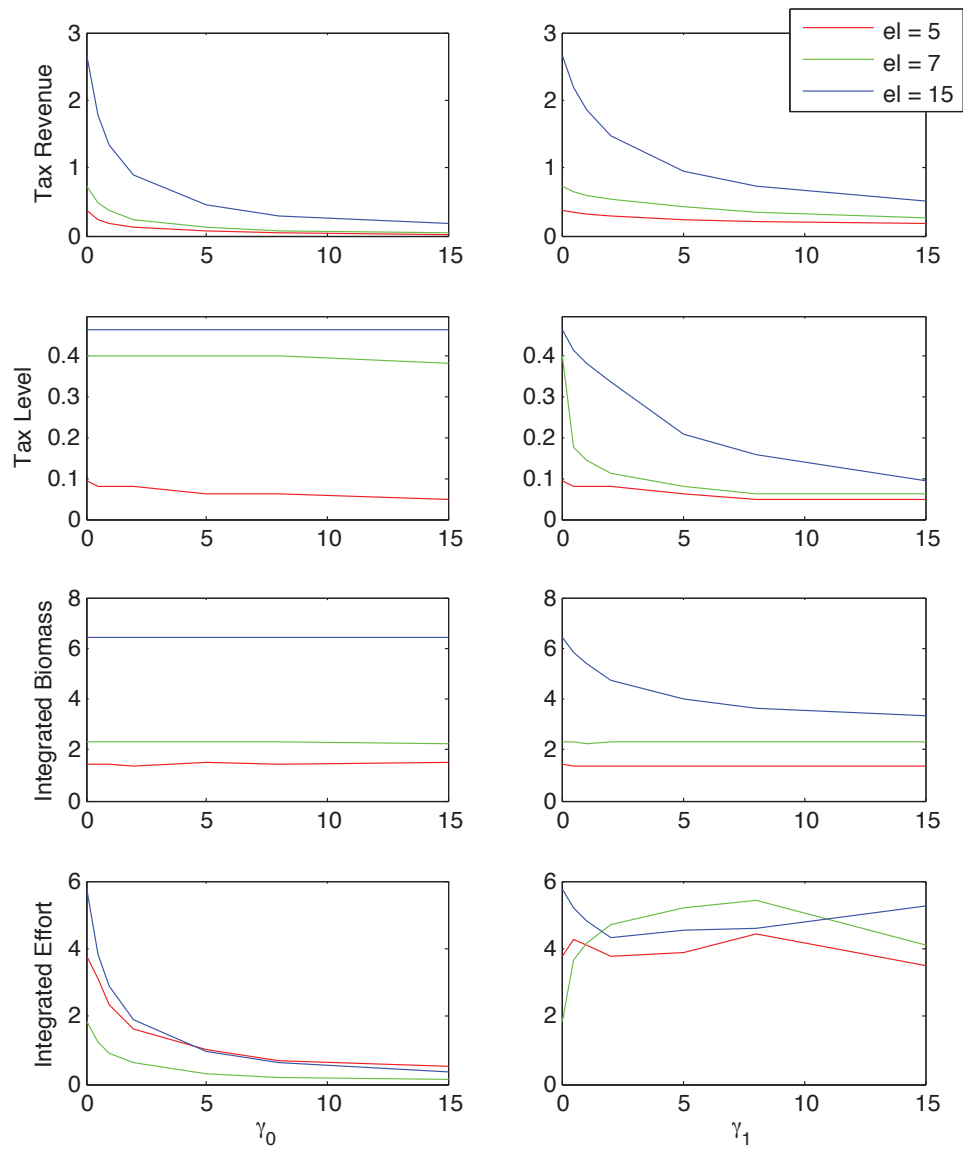 el = 5
el = 7
el = 15
Tax Revenue
3
2
1
0
0 5 10 15
3
2
1
0
0 5 10 15
Tax Level
0.4
0.3
0.2
0.1
0
0 5 10 15
0.4
0.3
0.2
0.1
0
0 5 10 15
Integrated Biomass
8
6
4
2
0
0 5 10 15
8
6
4
2
0
0 5 10 15
Integrated Effort
6
4
2
0
0 5 10 15
γ0
6
4
2
0
0 5 10 15
γ1